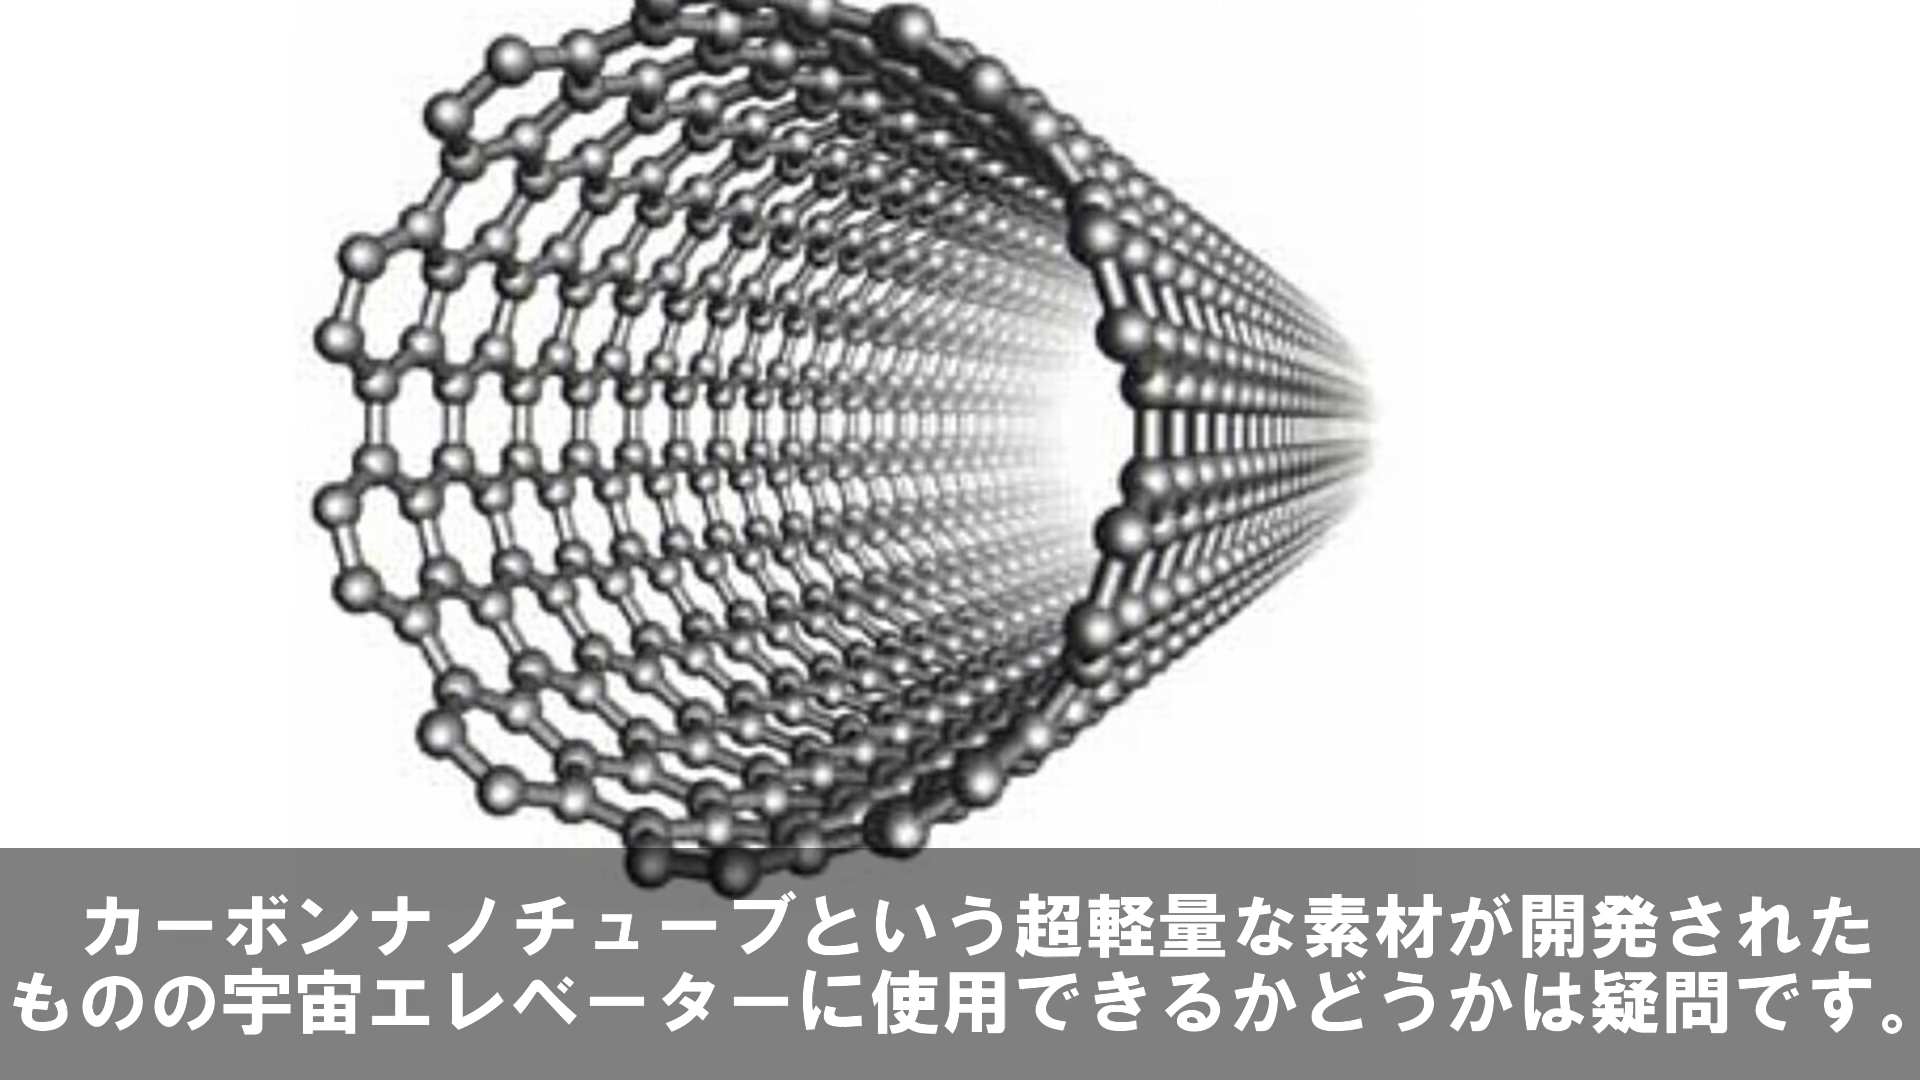 カーボンナノチューブという超軽量な素材が開発された
ものの宇宙エレベーターに使用できるかどうかは疑問です。